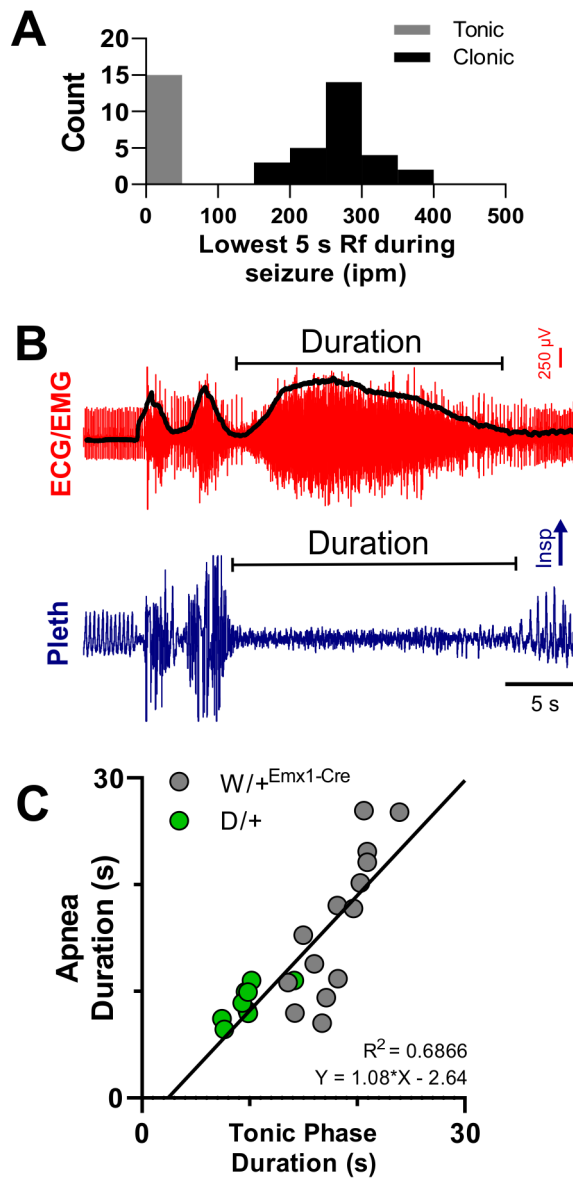 A
Tonic
Clonic
20
15
10
5
0
Count
0 100 200 300 400 500
Lowest 5 s Rf during
seizure (ipm)
B
Duration
250 µV
ECG/EMG
Duration
Insp
Pleth
5 s
C
30
W/+Emx1-Cre
D/+
Apnea
Duration (s)
R2 = 0.6866
Y = 1.08*X - 2.64
0
0 30
Tonic Phase
Duration (s)